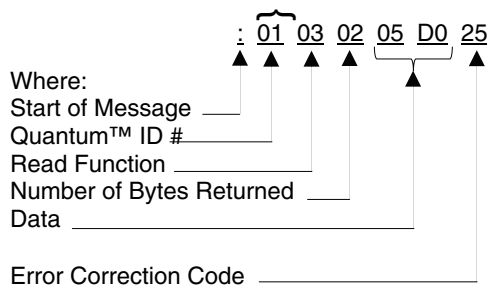 : 01 03 02 05 D0 25
Where:
Start of Message
Quantum™ ID #
Read Function
Number of Bytes Returned
Data
Error Correction Code